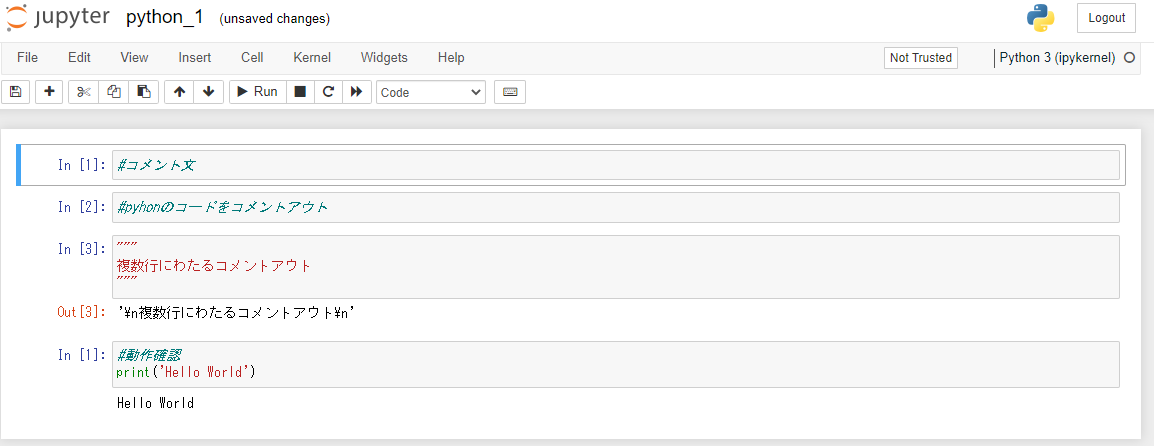 jupyter python_1 (unsaved changes) Logout
File Edit View Insert Cell Kernel Widgets Help Not Trusted Python 3 (ipykernel)
Run Code
In [1]: #コメント文
In [2]: #pyhonのコードをコメントアウト
In [3]: """
複数行にわたるコメントアウト
"""
Out[3]: '\n複数行にわたるコメントアウト\n'
In [1]: #動作確認
print('Hello World')
Hello World